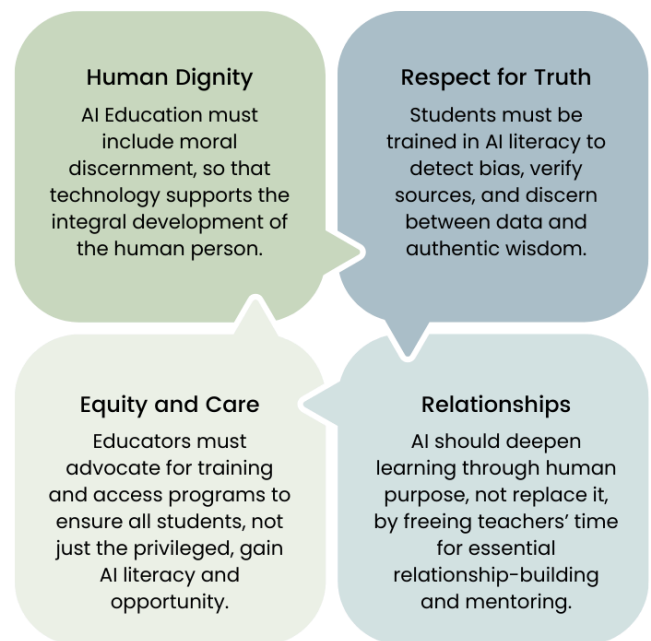 Human Dignity
AI Education must
include moral
discernment, so that
technology supports the
integral development of
the human person.
Respect for Truth
Students must be
trained in AI literacy to
detect bias, verify
sources, and discern
between data and
authentic wisdom.
Equity and Care
Educators must
advocate for training
and access programs to
ensure all students, not
just the privileged, gain
AI literacy and
opportunity.
Relationships
AI should deepen
learning through human
purpose, not replace it,
by freeing teachers’ time
for essential
relationship-building
and mentoring.